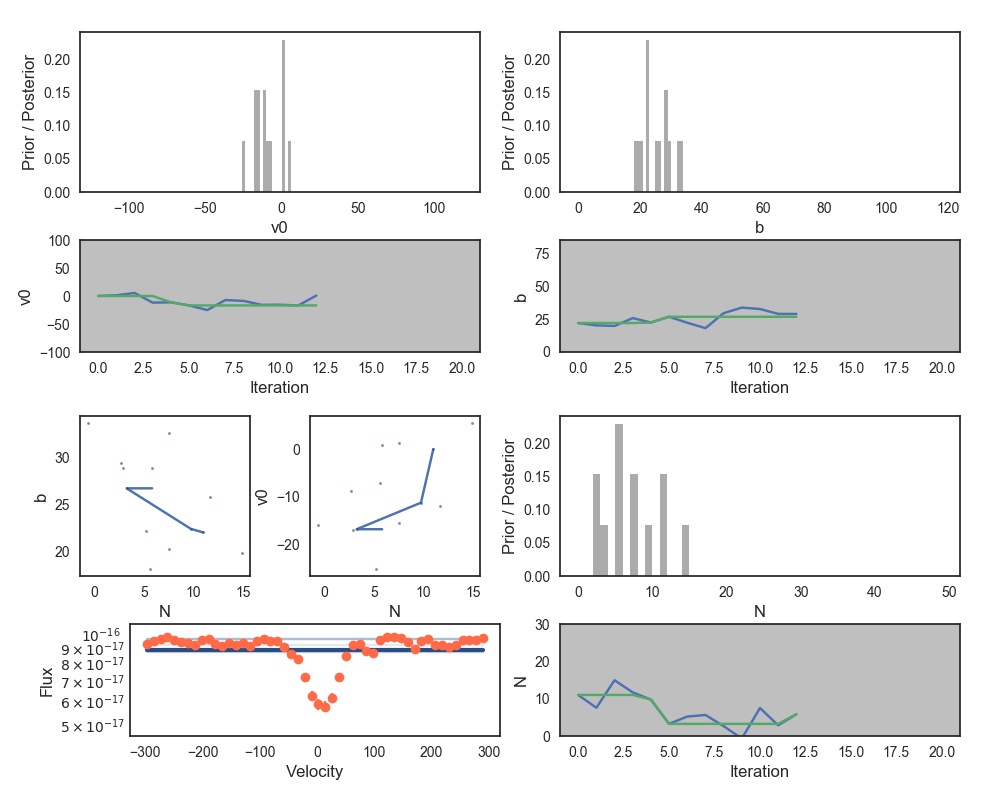 Prior / Posterior
0.20
0.15
0.10
0.05
0.00
−100 −50 0 50 100
v0
Prior / Posterior
0.20
0.15
0.10
0.05
0.00
0 20 40 60 80 100 120
b
v0
100
50
0
−50
−100
0.0 2.5 5.0 7.5 10.0 12.5 15.0 17.5 20.0
Iteration
b
75
50
25
0
0.0 2.5 5.0 7.5 10.0 12.5 15.0 17.5 20.0
Iteration
b
30
25
20
0 5 10 15
N
v0
0
−10
−20
0 5 10 15
N
Prior / Posterior
0.20
0.15
0.10
0.05
0.00
0 10 20 30 40 50
N
Flux
10⁻¹⁶
9 × 10⁻¹⁷
8 × 10⁻¹⁷
7 × 10⁻¹⁷
6 × 10⁻¹⁷
5 × 10⁻¹⁷
−300 −200 −100 0 100 200 300
Velocity
N
30
20
10
0
0.0 2.5 5.0 7.5 10.0 12.5 15.0 17.5 20.0
Iteration